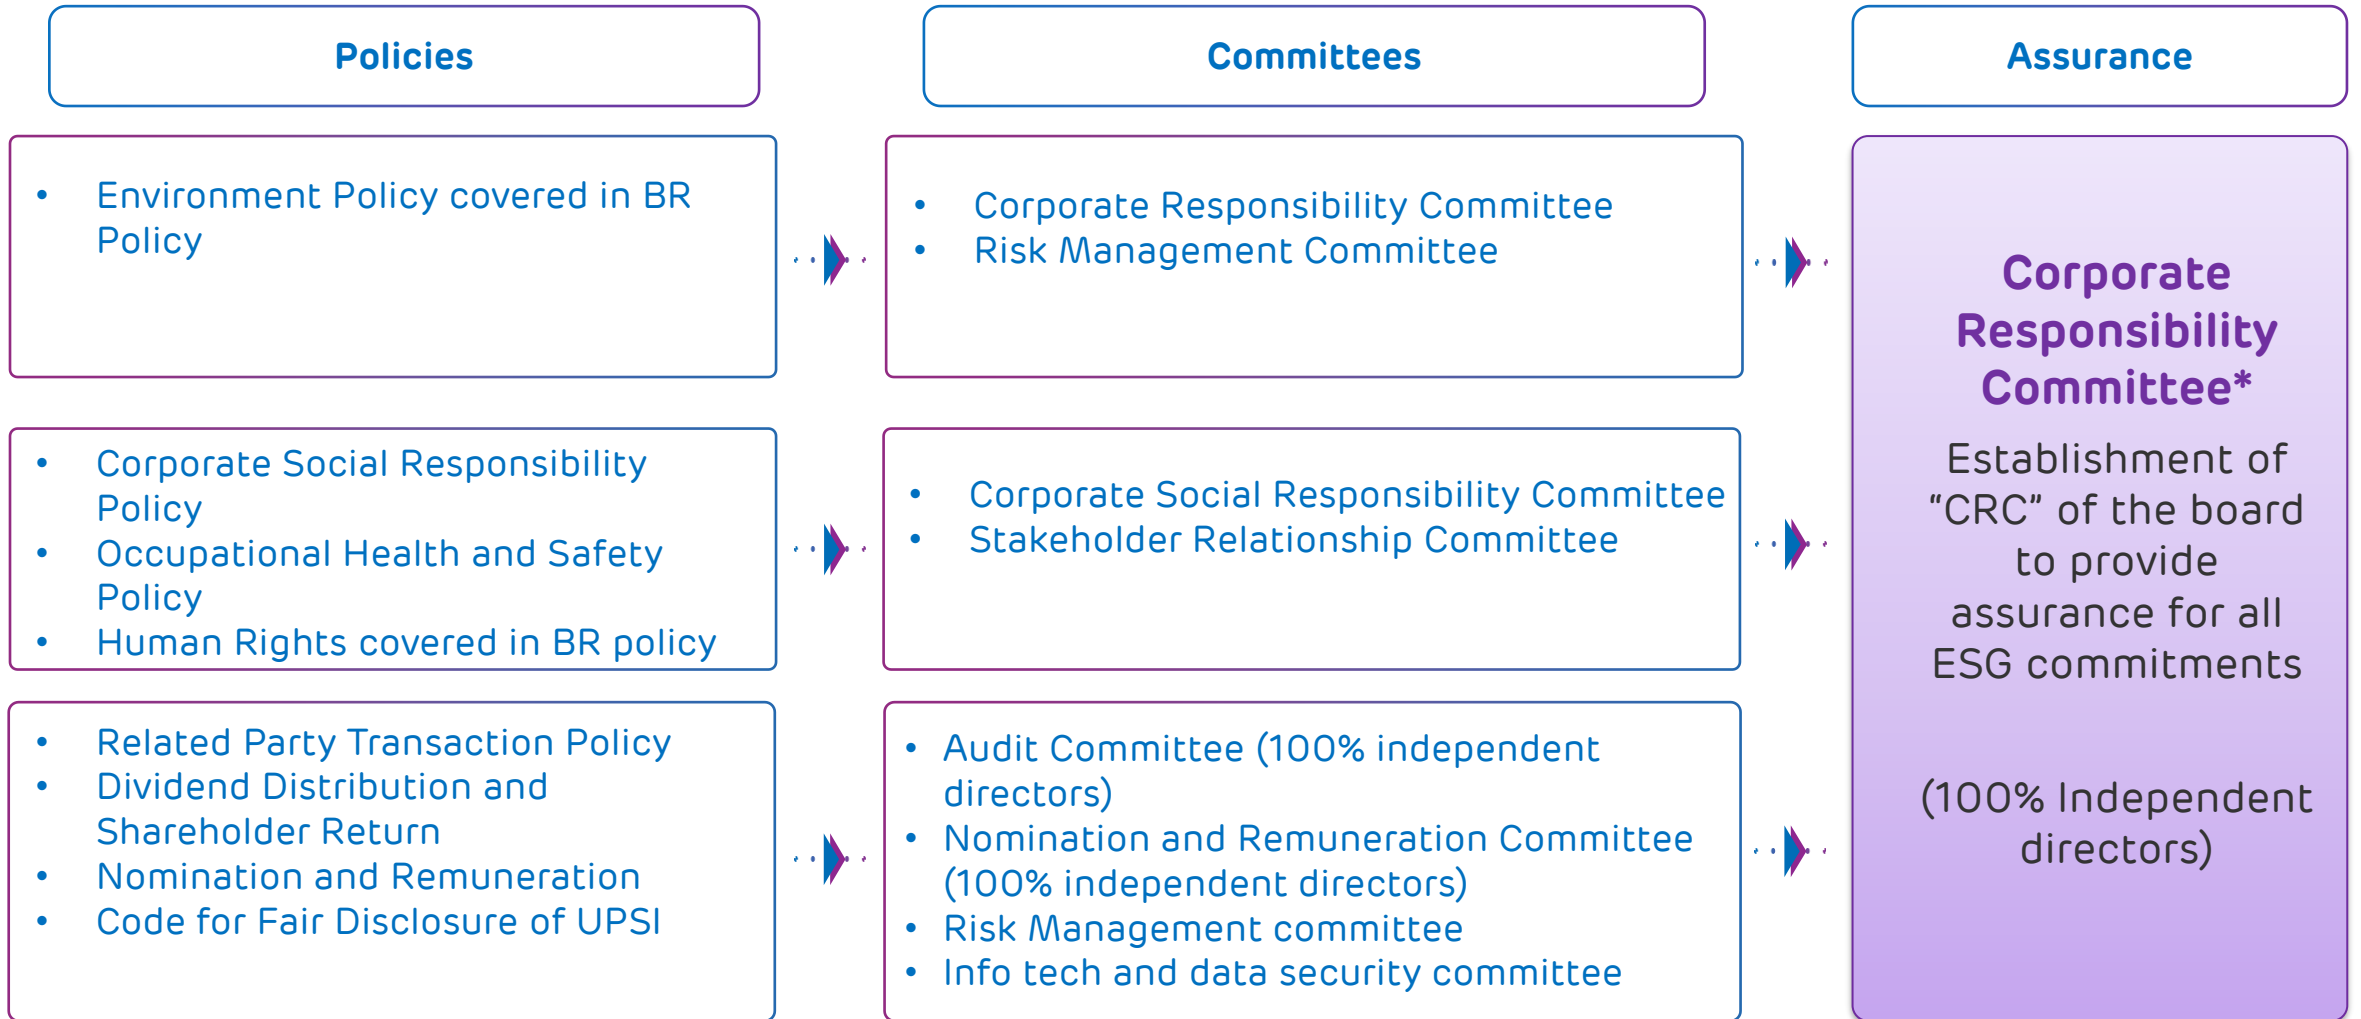 Policies
Committees
Assurance
• Environment Policy covered in BR
Policy
• Corporate Responsibility Committee
• Risk Management Committee
• Corporate Social Responsibility
Policy
• Occupational Health and Safety
Policy
• Human Rights covered in BR policy
• Corporate Social Responsibility Committee
• Stakeholder Relationship Committee
• Related Party Transaction Policy
• Dividend Distribution and
Shareholder Return
• Nomination and Remuneration
• Code for Fair Disclosure of UPSI
• Audit Committee (100% independent
directors)
• Nomination and Remuneration Committee
(100% independent directors)
• Risk Management committee
• Info tech and data security committee
Corporate
Responsibility
Committee*
Establishment of
“CRC” of the board
to provide
assurance for all
ESG commitments
(100% Independent
directors)